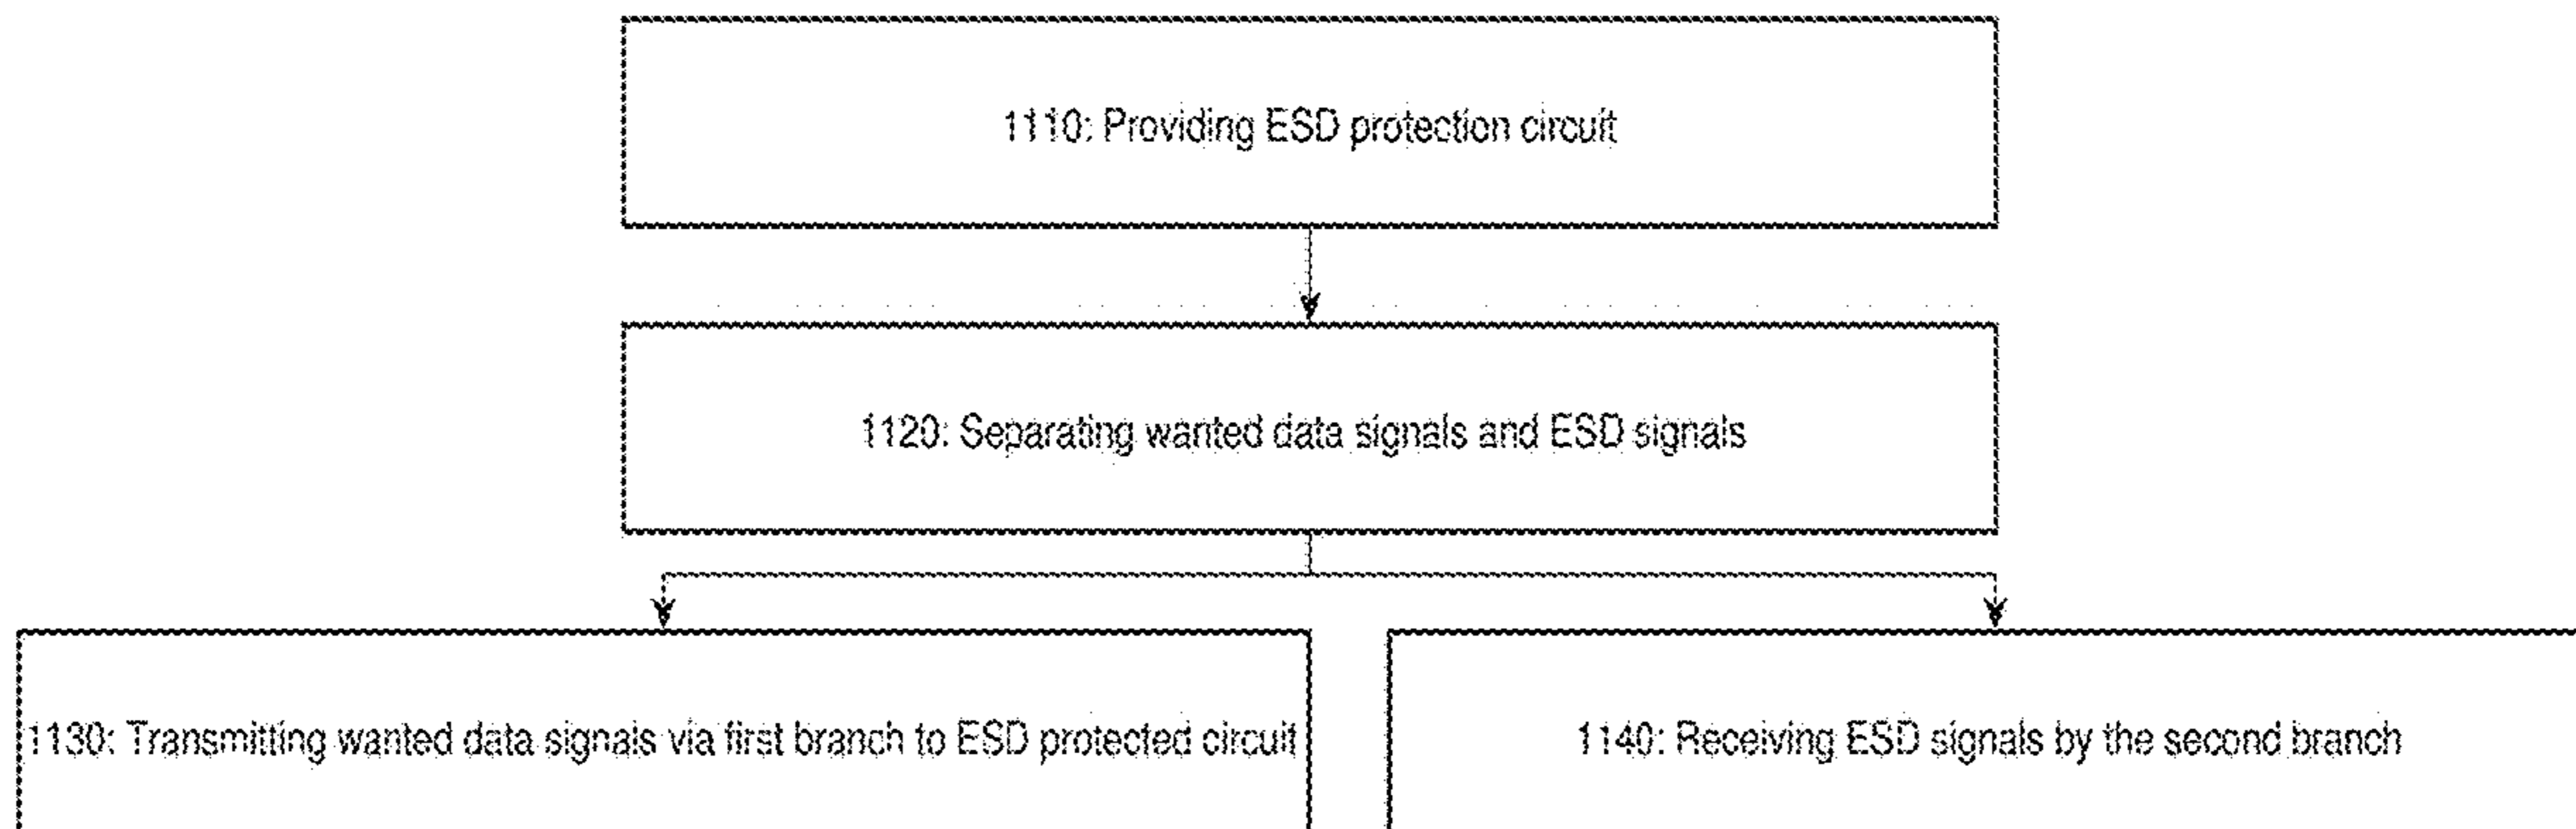 1110: Providing ESD protection circuit
1120: Separating wanted data signals and ESD signals
1130: Transmitting wanted data signals via first branch to ESD protected circuit
1140: Receiving ESD signals by the second branch